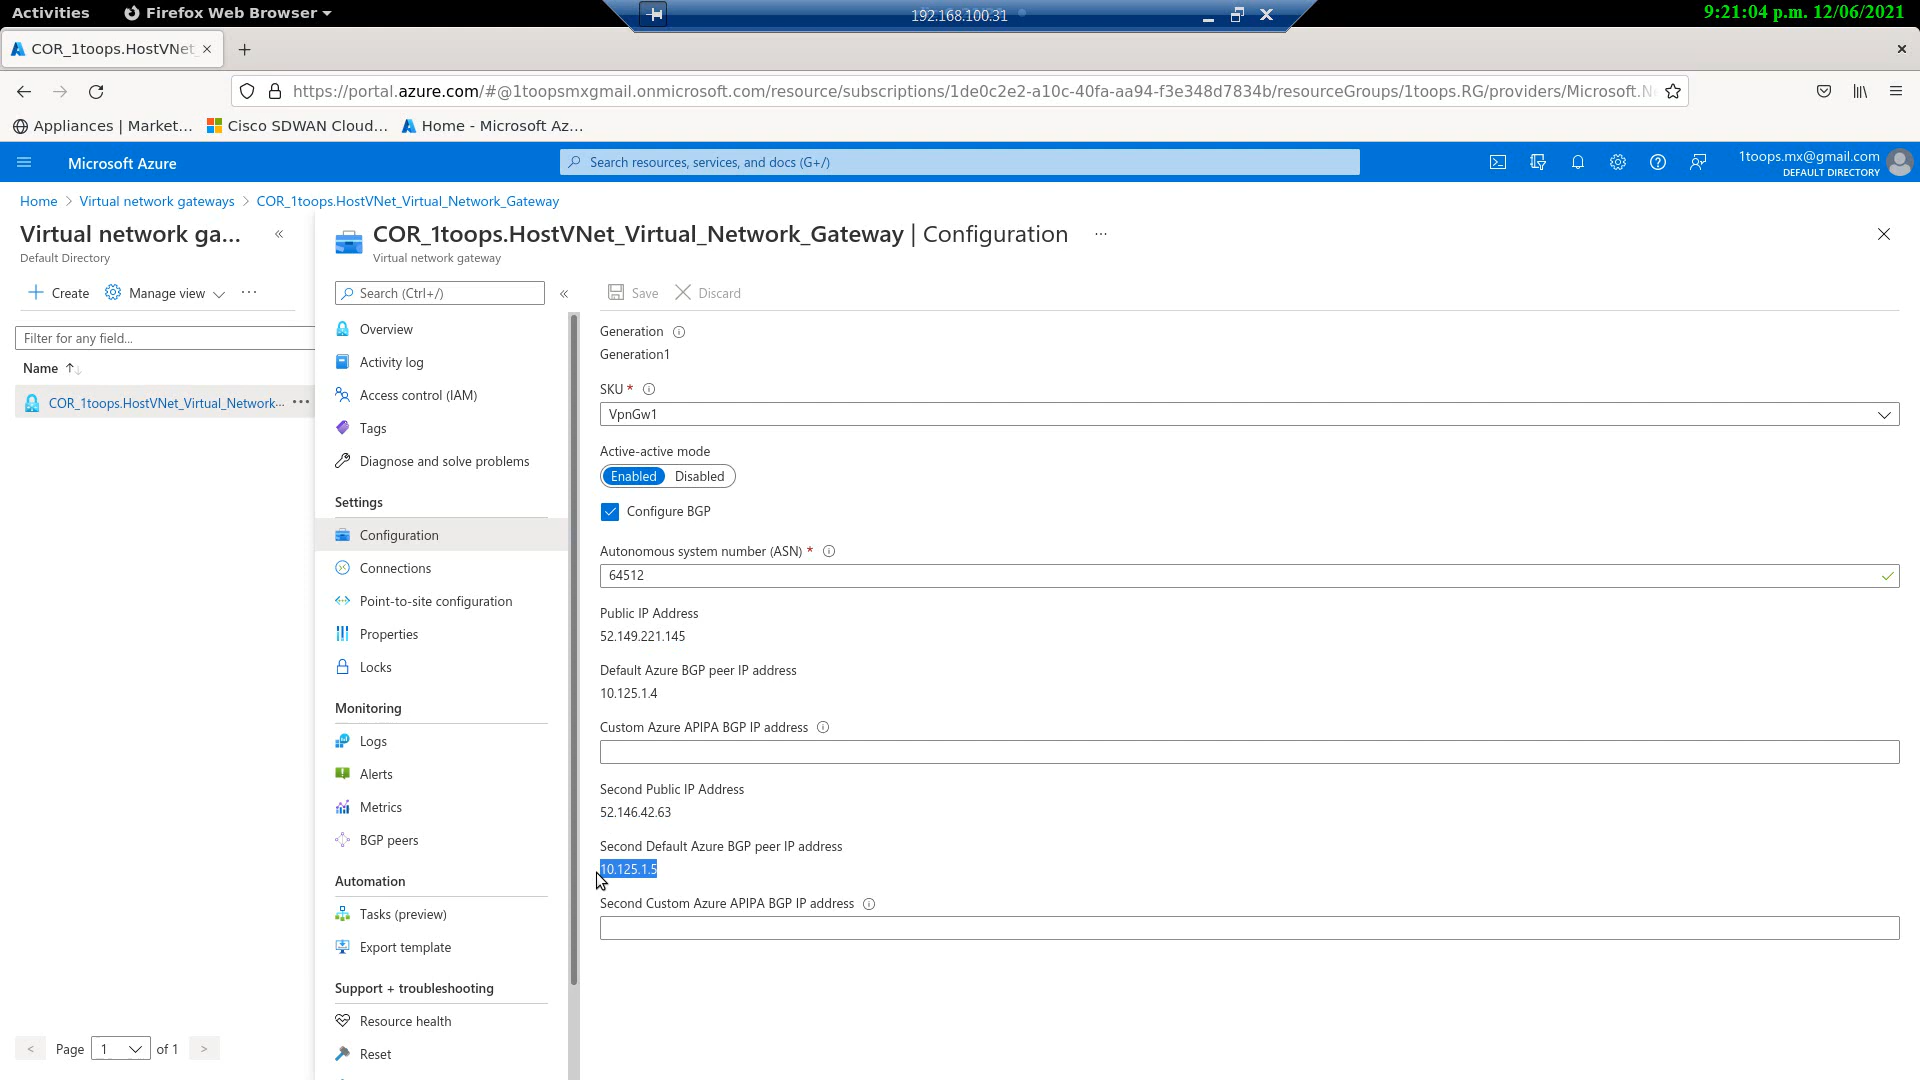 Activities
Firefox Web Browser
192.168.100.31
9:21:04 p.m. 12/06/2021
COR_1toops.HostVNet
https://portal.azure.com/#@1toopsmxgmail.onmicrosoft.com/resource/subscriptions/1de0c2e2-a10c-40fa-aa94-f3e348d7834b/resourceGroups/1toops.RG/providers/Microsoft.Ne
Appliances | Market...
Cisco SDWAN Cloud...
Home - Microsoft Az...
Microsoft Azure
Search resources, services, and docs (G+/)
1toops.mx@gmail.com
DEFAULT DIRECTORY
Home > Virtual network gateways > COR_1toops.HostVNet_Virtual_Network_Gateway
Virtual network ga...
Default Directory
Create
Manage view
...
Filter for any field...
Name
COR_1toops.HostVNet_Virtual_Network...
Page 1 of 1
COR_1toops.HostVNet_Virtual_Network_Gateway | Configuration
...
Virtual network gateway
Search (Ctrl+/)
Overview
Activity log
Access control (IAM)
Tags
Diagnose and solve problems
Settings
Configuration
Connections
Point-to-site configuration
Properties
Locks
Monitoring
Logs
Alerts
Metrics
BGP peers
Automation
Tasks (preview)
Export template
Support + troubleshooting
Resource health
Reset
Save
Discard
Generation
Generation1
SKU *
VpnGw1
Active-active mode
Enabled
Disabled
Configure BGP
Autonomous system number (ASN) *
64512
Public IP Address
52.149.221.145
Default Azure BGP peer IP address
10.125.1.4
Custom Azure APIPA BGP IP address
Second Public IP Address
52.146.42.63
Second Default Azure BGP peer IP address
10.125.1.5
Second Custom Azure APIPA BGP IP address